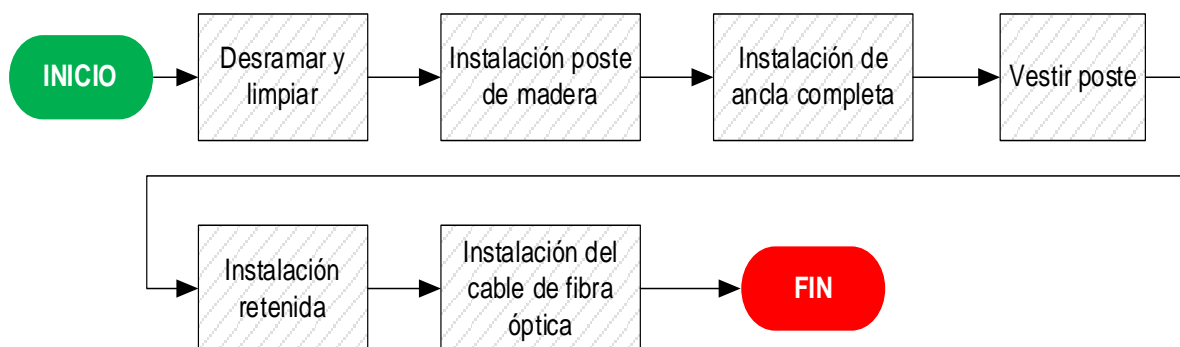 INICIO
Desramar y
limpiar
Instalación poste
de madera
Instalación de
ancla completa
Vestir poste
Instalación
retenida
Instalación del
cable de fibra
óptica
FIN